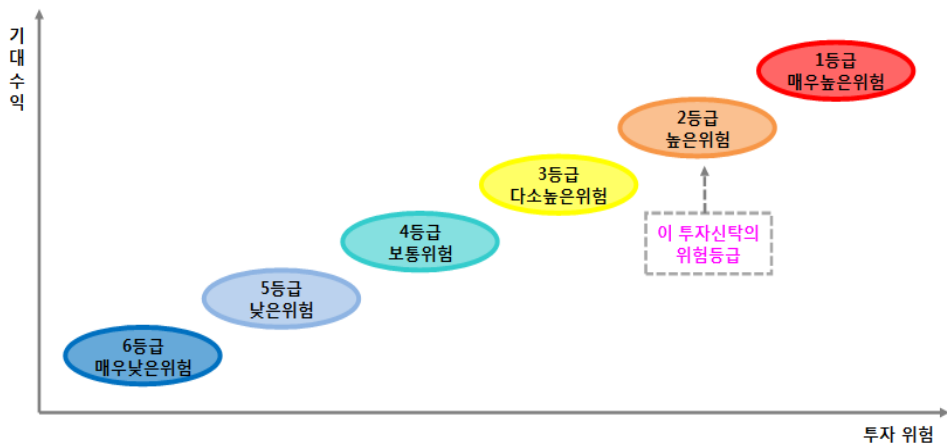 기
대
수
익
1등급
매우높은위험
2등급
높은위험
3등급
다소높은위험
이 투자신탁의
위험등급
4등급
보통위험
5등급
낮은위험
6등급
매우낮은위험
투자 위험